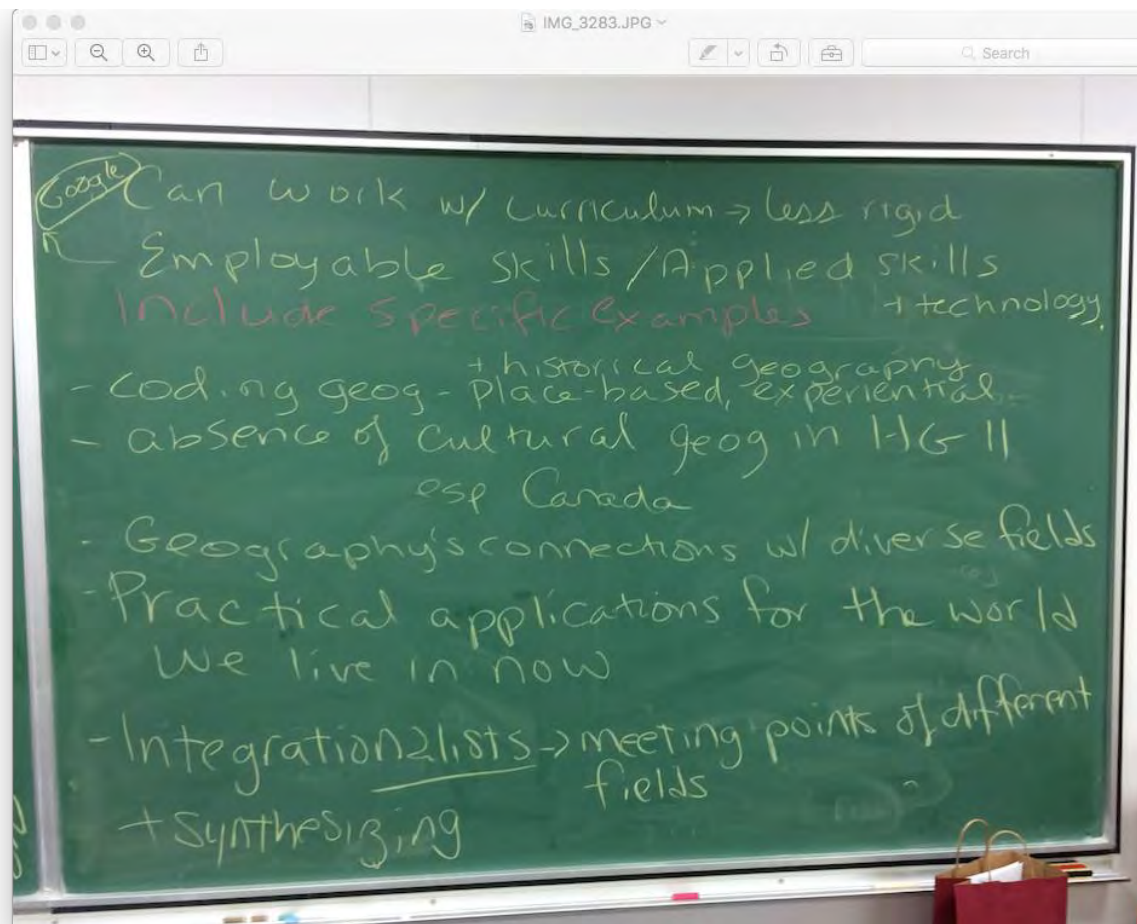 IMG_3283.JPG
Search
Google
Can work w/ curriculum → less rigid
Employable skills / Applied skills
+ technology
Include specific examples
+ historical geography
- coding geog - place-based, experiential
- absence of cultural geog in HG 11
esp Canada
- Geography's connections w/ diverse fields
- Practical applications for the world
we live in now
- Integrationalists → meeting points of different
fields
+ synthesizing